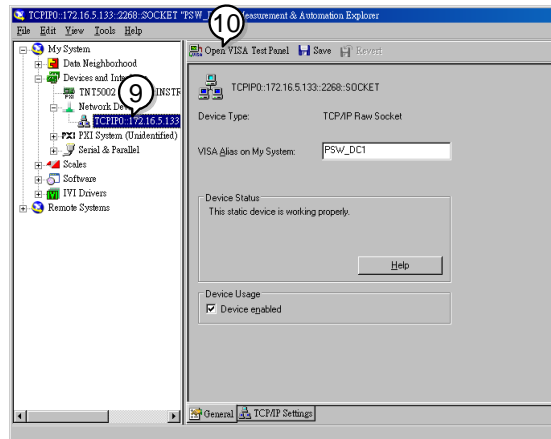 TCPIP0::172.16.5.133::2268::SOCKET "PSW_ Measurement & Automation Explorer
10
File Edit View Tools Help
My System
Data Neighborhood
Devices and
TNT5002 INSTR
9
Network
TCPIP0::172.16.5.133
PXI PXI System (Unidentified)
Serial & Parallel
Scales
Software
IVI Drivers
Remote Systems
Open VISA Test Panel Save Revert
TCPIP0::172.16.5.133::2268::SOCKET
Device Type: TCP/IP Raw Socket
VISA Alias on My System: PSW_DC1
Device Status
This static device is working properly.
Help
Device Usage
Device enabled
General TCP/IP Settings